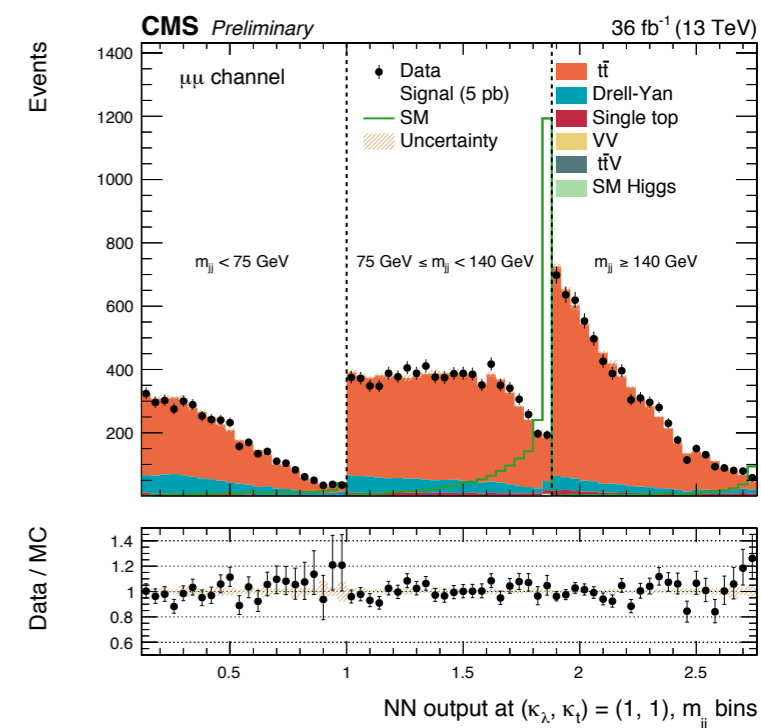 CMS Preliminary 36 fb⁻¹ (13 TeV)
Events
1400
1200
1000
800
600
400
200
μμ channel
Data
Signal (5 pb)
SM
Uncertainty
tt̄
Drell-Yan
Single top
VV
tt̄V
SM Higgs
m_jj < 75 GeV
75 GeV ≤ m_jj < 140 GeV
m_jj ≥ 140 GeV
Data / MC
1.4
1.2
1
0.8
0.6
0.5 1 1.5 2 2.5
NN output at (κ_λ, κ_t) = (1, 1), m_jj bins